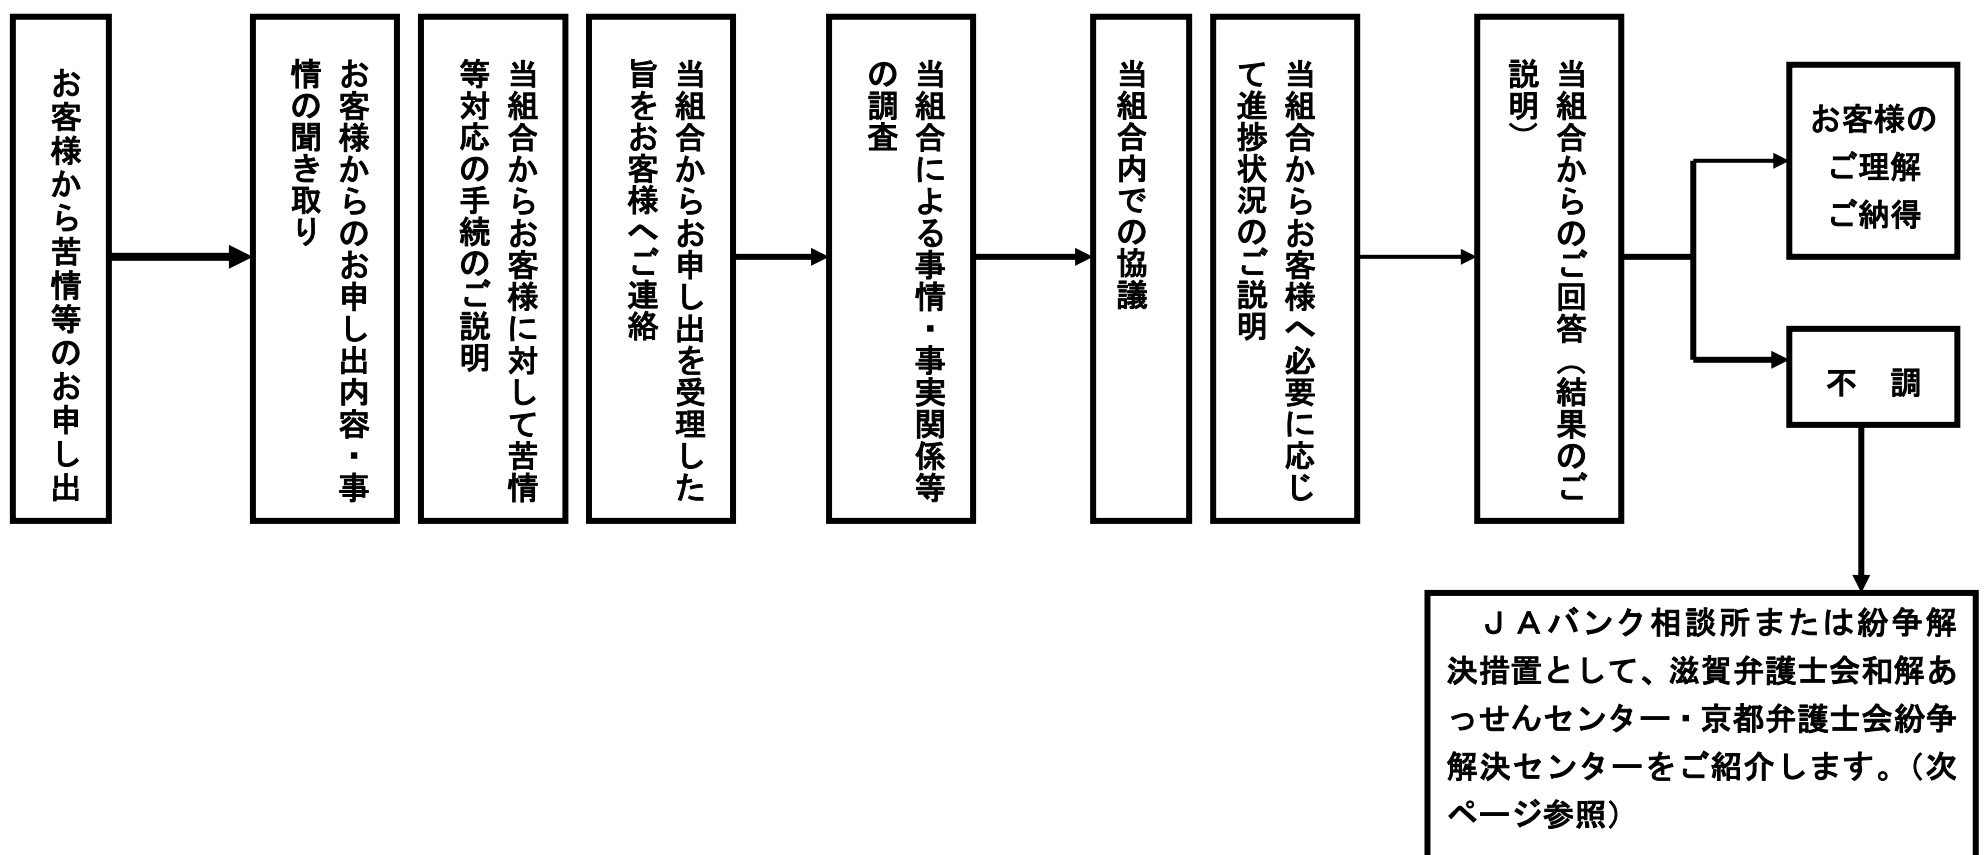 お客様から苦情等のお申し出
お客様からのお申し出内容・事
情の聞き取り
当組合からお客様に対して苦情
等対応の手続のご説明
当組合からお申し出を受理した
旨をお客様へご連絡
当組合による事情・事実関係等
の調査
当組合内での協議
当組合からお客様へ必要に応じ
て進捗状況のご説明
当組合からのご回答（結果のご
説明）
お客様の
ご理解
ご納得
不　調
　ＪＡバンク相談所または紛争解
決措置として、滋賀弁護士会和解あ
っせんセンター・京都弁護士会紛争
解決センターをご紹介します。（次
ページ参照）